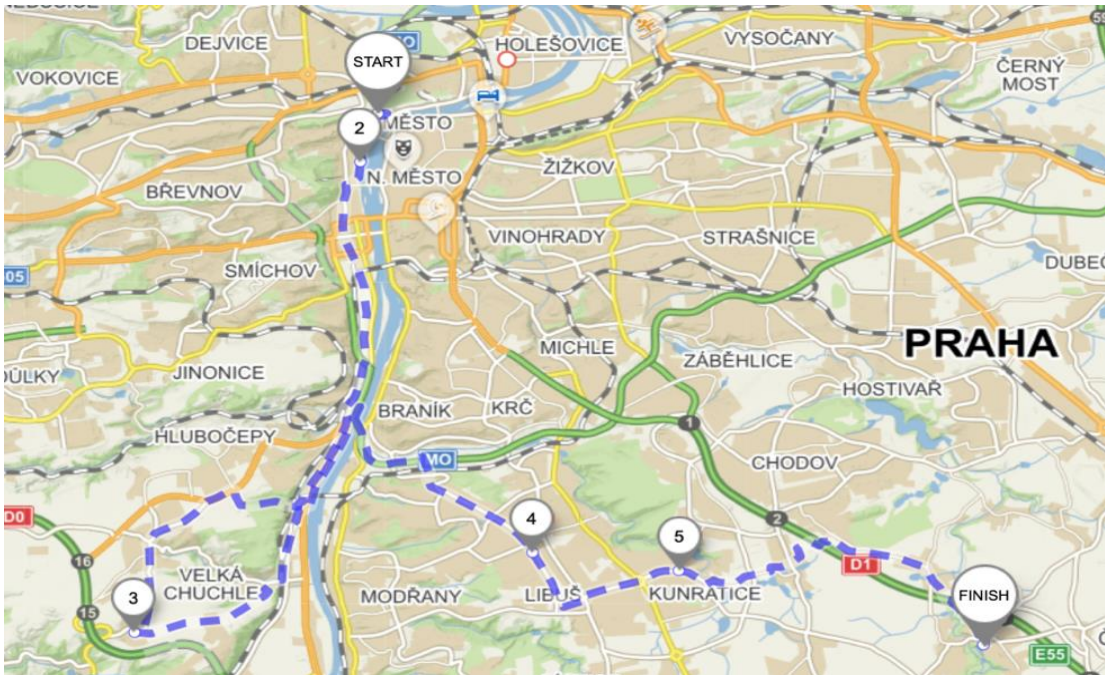 DEJVICE
HOLEŠOVICE
VYSOČANY
START
VOKOVICE
ČERNÝ
MOST
MĚSTO
2
ŽIŽKOV
N. MĚSTO
BŘEVNOV
VINOHRADY
STRAŠNICE
SMÍCHOV
05
PRAHA
MICHLE
ZÁBĚHLICE
JINONICE
HOSTIVAŘ
BRANÍK
KRČ
1
HLUBOČEPY
MO
CHODOV
D0
4
2
5
16
D1
VELKÁ
CHUCHLE
MODŘANY
LIBUŠ
KUNRATICE
FINISH
3
15
E55